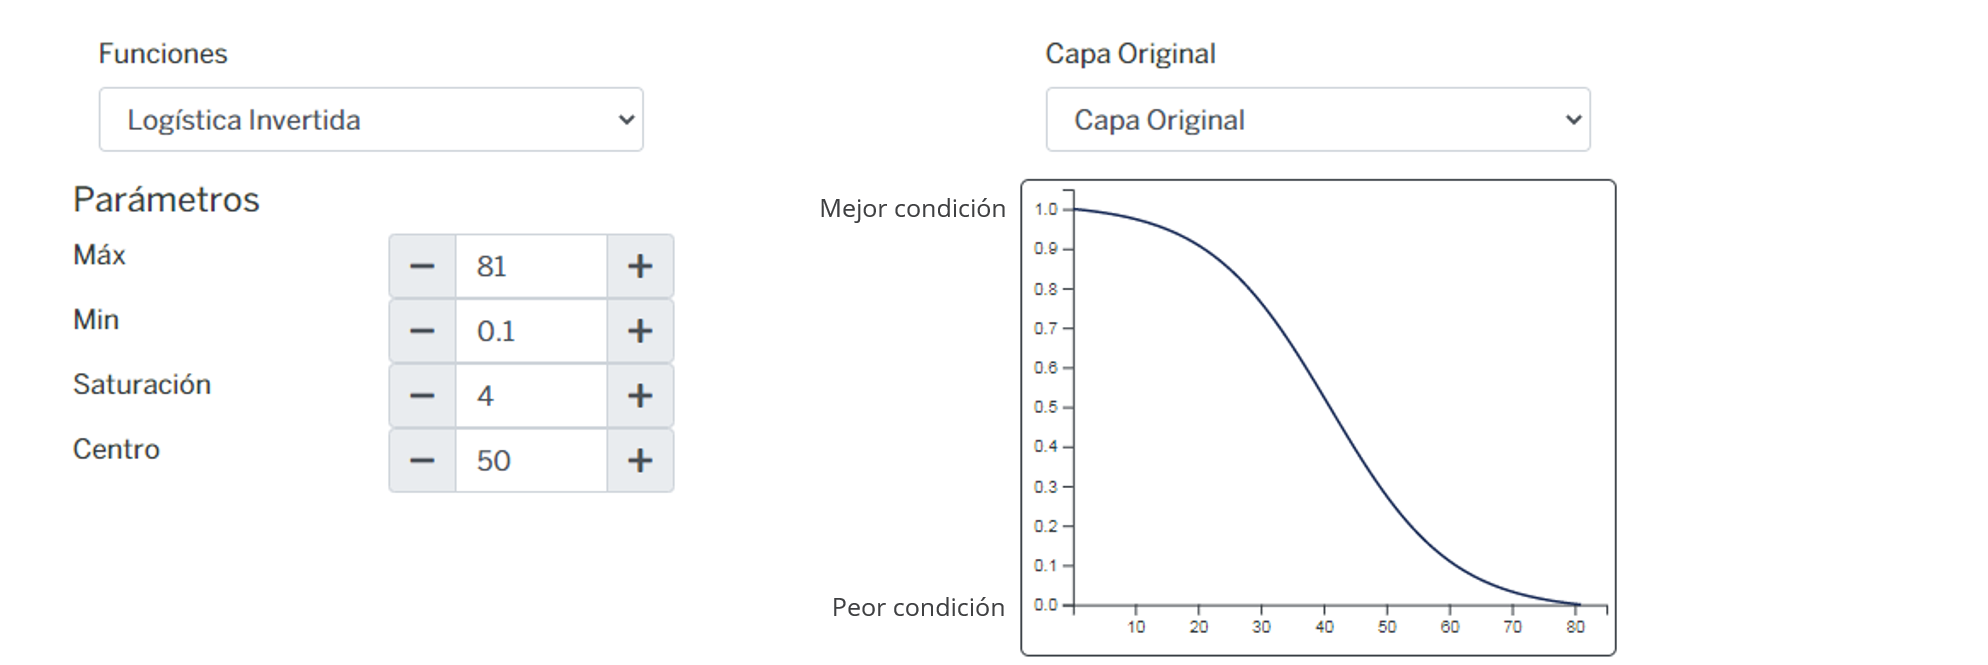 Funciones
Logística Invertida
Parámetros
Máx
81
Min
0.1
Saturación
4
Centro
50
Capa Original
Capa Original
Mejor condición
Peor condición
1.0
0.9
0.8
0.7
0.6
0.5
0.4
0.3
0.2
0.1
0.0
10 20 30 40 50 60 70 80